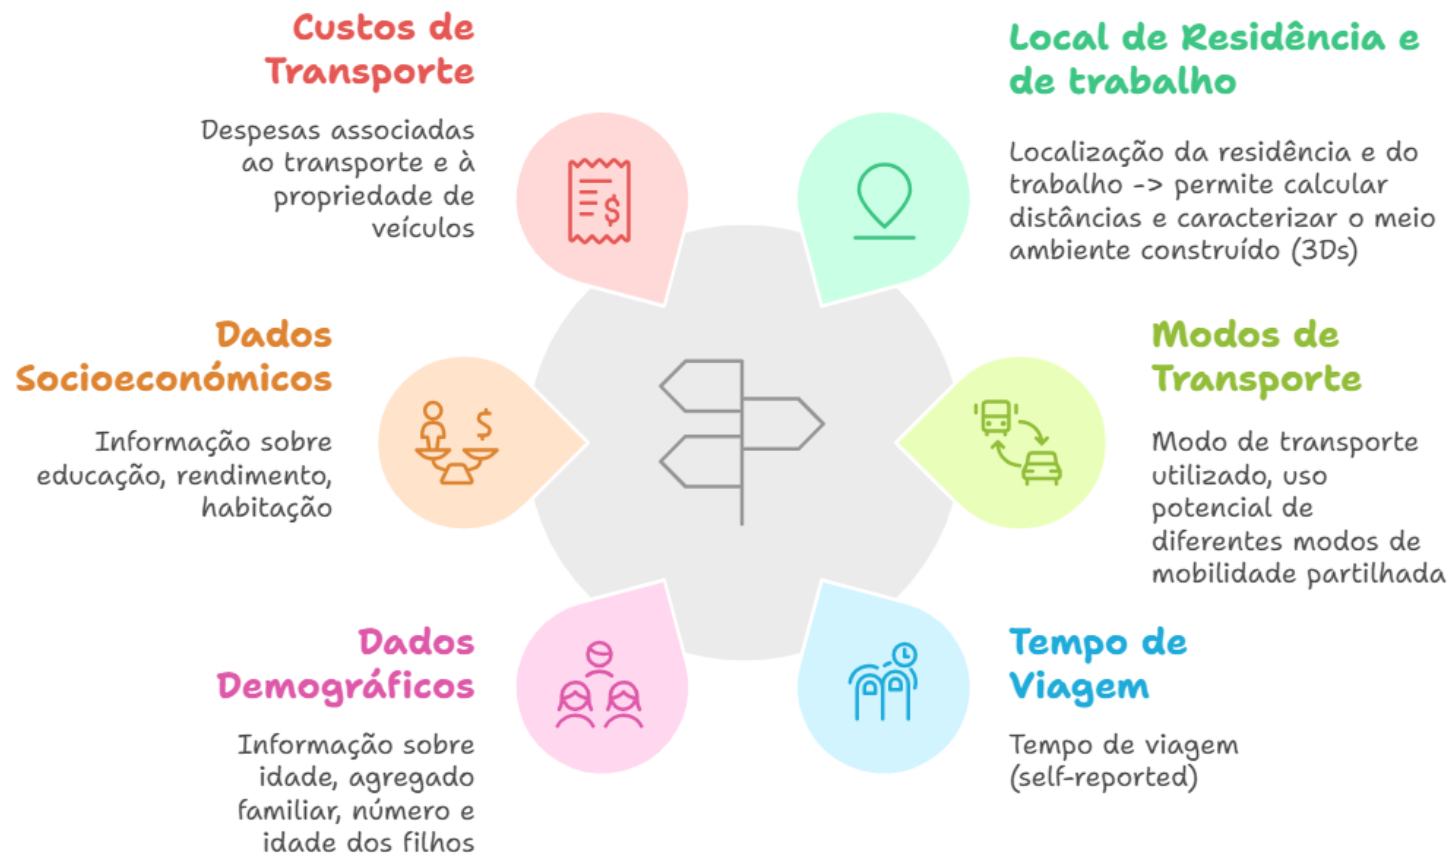 Custos de
Transporte
Despesas associadas
ao transporte e à
propriedade de
veículos
$
Local de Residência e
de trabalho
Localização da residência e do
trabalho -> permite calcular
distâncias e caracterizar o meio
ambiente construído (3Ds)
Dados
Socioeconómicos
Informação sobre
educação, rendimento,
habitação
$
Modos de
Transporte
Modo de transporte
utilizado, uso
potencial de
diferentes modos de
mobilidade partilhada
Dados
Demográficos
Informação sobre
idade, agregado
familiar, número e
idade dos filhos
Tempo de
Viagem
Tempo de viagem
(self-reported)